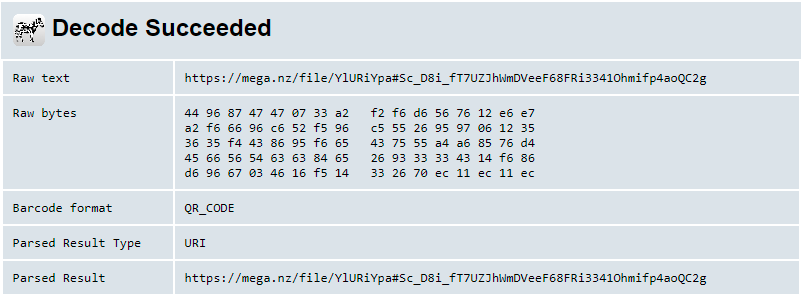 Decode Succeeded
Raw text https://mega.nz/file/YlURiYpa#Sc_D8i_fT7UZJhWmDVeeF68FRi3341Ohmifp4aoQC2g
Raw bytes 44 96 87 47 47 07 33 a2 f2 f6 d6 56 76 12 e6 e7
a2 f6 66 96 c6 52 f5 96 c5 55 26 95 97 06 12 35
36 35 f4 43 86 95 f6 65 43 75 55 a4 a6 85 76 d4
45 66 56 54 63 63 84 65 26 93 33 33 43 14 f6 86
d6 96 67 03 46 16 f5 14 33 26 70 ec 11 ec 11 ec
Barcode format QR_CODE
Parsed Result Type URI
Parsed Result https://mega.nz/file/YlURiYpa#Sc_D8i_fT7UZJhWmDVeeF68FRi3341Ohmifp4aoQC2g